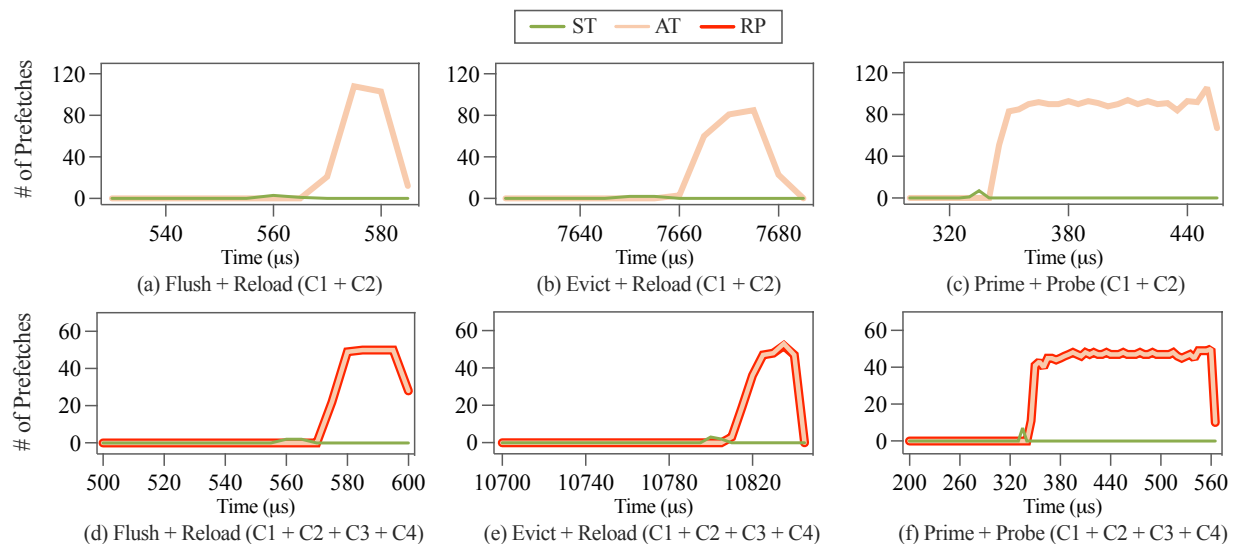 ST AT RP
# of Prefetches
120
80
40
0
540 560 580
Time (μs)
(a) Flush + Reload (C1 + C2)
120
80
40
0
7640 7660 7680
Time (μs)
(b) Evict + Reload (C1 + C2)
120
80
40
0
320 380 440
Time (μs)
(c) Prime + Probe (C1 + C2)
# of Prefetches
60
40
20
0
500 520 540 560 580 600
Time (μs)
(d) Flush + Reload (C1 + C2 + C3 + C4)
60
40
20
0
10700 10740 10780 10820
Time (μs)
(e) Evict + Reload (C1 + C2 + C3 + C4)
60
40
20
0
200 240 280 320 360 400 440 500 520 560
Time (μs)
(f) Prime + Probe (C1 + C2 + C3 + C4)